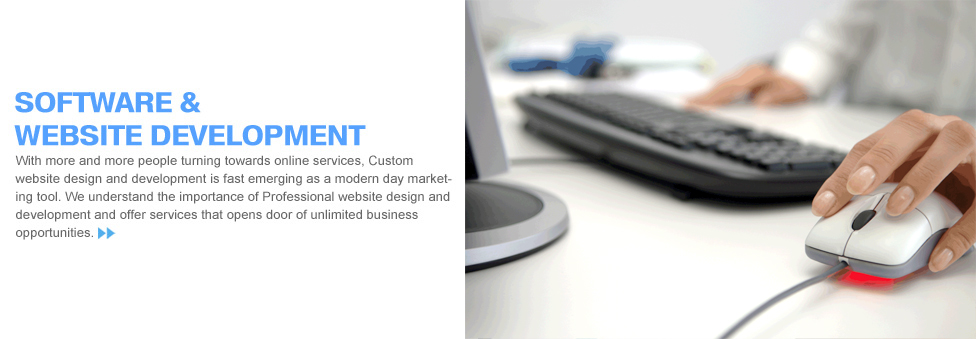 SOFTWARE &
WEBSITE DEVELOPMENT
With more and more people turning towards online services, Custom
website design and development is fast emerging as a modern day market-
ing tool. We understand the importance of Professional website design and
development and offer services that opens door of unlimited business
opportunities.